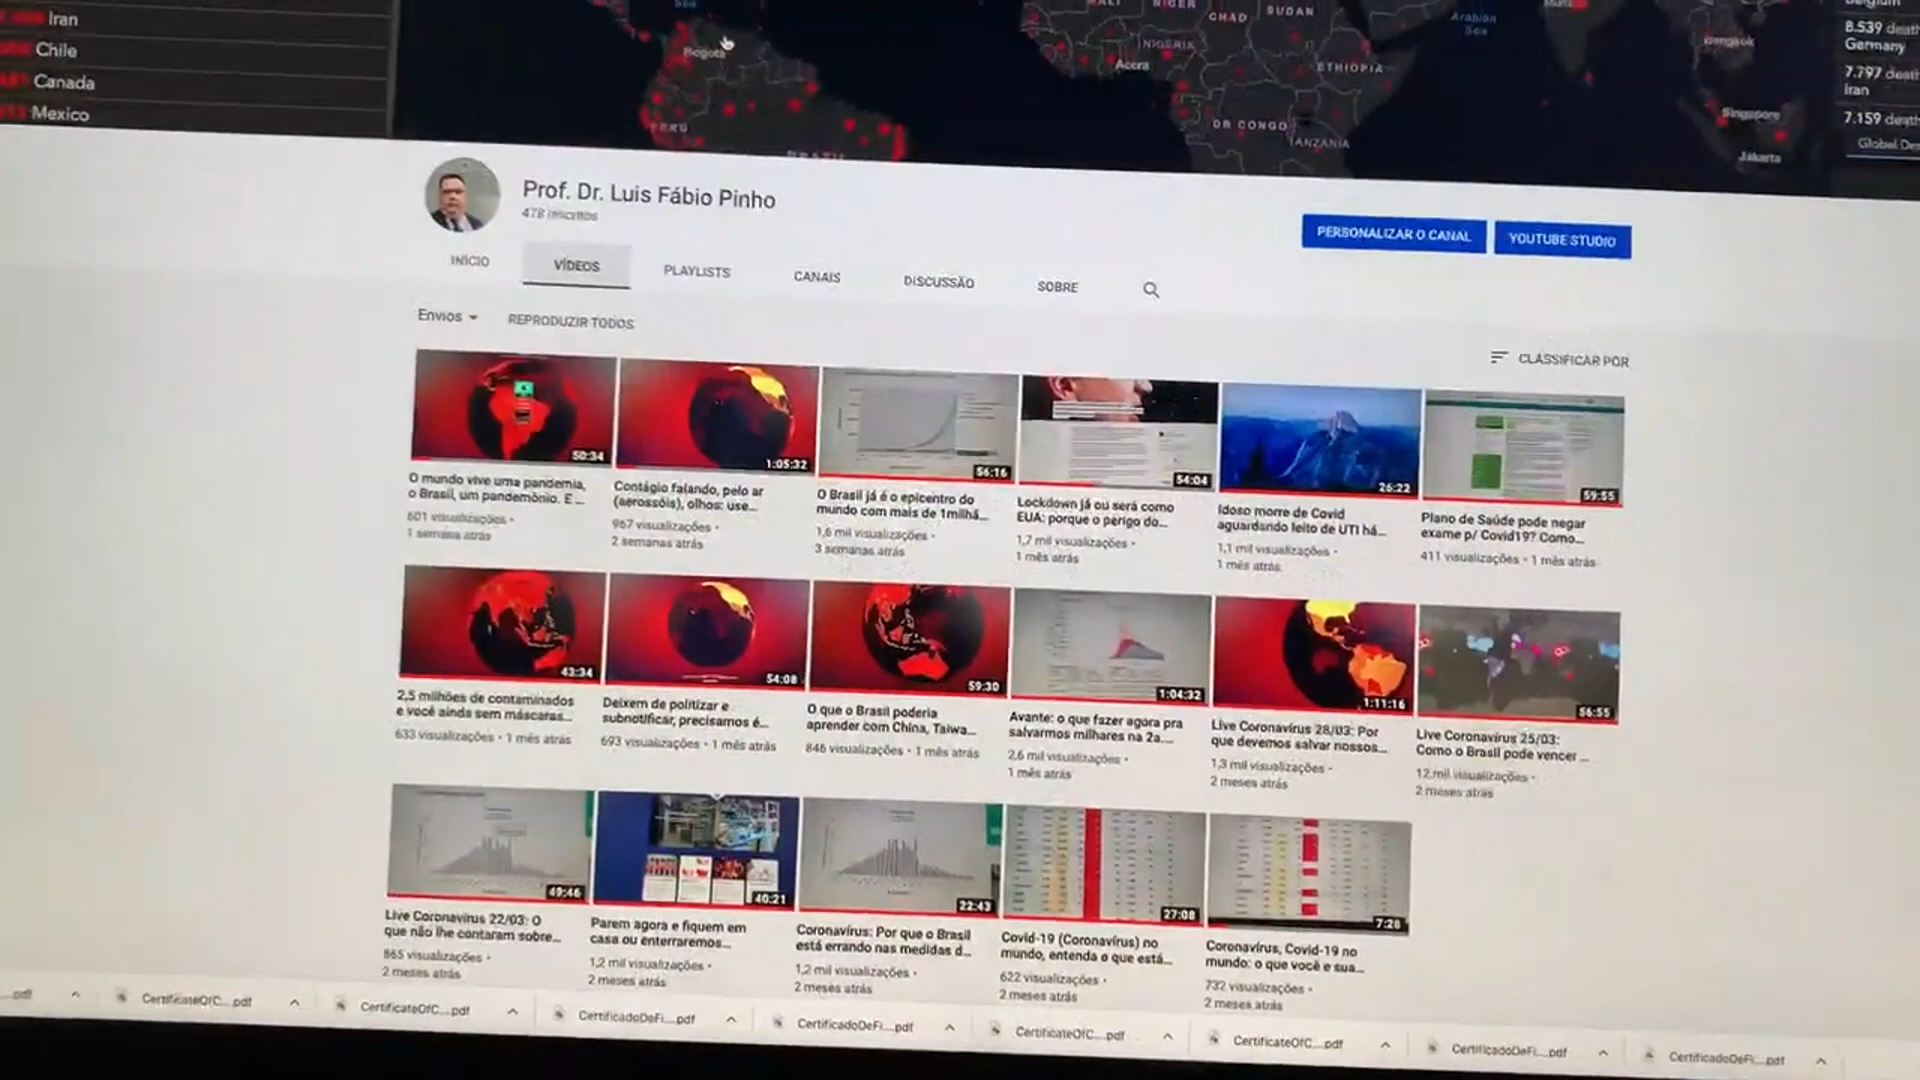 Iran
Chile
Canada
Mexico
Bogota
PERU
NIGER
CHAD
SUDAN
NIGERIA
Accra
ETHIOPIA
DR CONGO
TANZANIA
Arabian
Sea
Bangkok
Singapore
Jakarta
8.539 death
Germany
7.797 death
Iran
7.159 death
Global De
Prof. Dr. Luis Fábio Pinho
478 inscritos
PERSONALIZAR O CANAL
YOUTUBE STUDIO
INÍCIO
VÍDEOS
PLAYLISTS
CANAIS
DISCUSSÃO
SOBRE
Envios
REPRODUZIR TODOS
CLASSIFICAR POR
50:34
O mundo vive uma pandemia,
o Brasil, um pandemônio. E ...
601 visualizações •
1 semana atrás
1:05:32
Contágio falando, pelo ar
(aerossóis), olhos: use...
967 visualizações •
2 semanas atrás
56:16
O Brasil já é o epicentro do
mundo com mais de 1milhã...
1,6 mil visualizações •
3 semanas atrás
54:04
Lockdown já ou será como
EUA: porque o perigo do...
1,7 mil visualizações •
1 mês atrás
26:22
Idoso morre de Covid
aguardando leito de UTI há...
1,1 mil visualizações •
1 mês atrás
59:55
Plano de Saúde pode negar
exame p/ Covid19? Como...
411 visualizações • 1 mês atrás
43:34
2,5 milhões de contaminados
e você ainda sem máscaras...
633 visualizações • 1 mês atrás
54:08
Deixem de politizar e
subnotificar, precisamos é...
693 visualizações • 1 mês atrás
59:30
O que o Brasil poderia
aprender com China, Taiwa...
846 visualizações • 1 mês atrás
1:04:32
Avante: o que fazer agora pra
salvarmos milhares na 2a....
2,6 mil visualizações •
1 mês atrás
1:11:16
Live Coronavírus 28/03: Por
que devemos salvar nossos...
1,3 mil visualizações •
2 meses atrás
56:55
Live Coronavírus 25/03:
Como o Brasil pode vencer ...
12 mil visualizações •
2 meses atrás
49:46
Live Coronavírus 22/03: O
que não lhe contaram sobre...
865 visualizações •
2 meses atrás
40:21
Parem agora e fiquem em
casa ou enterraremos...
1,2 mil visualizações •
2 meses atrás
22:43
Coronavírus: Por que o Brasil
está errando nas medidas d...
1,2 mil visualizações •
2 meses atrás
27:08
Covid-19 (Coronavírus) no
mundo, entenda o que está...
622 visualizações •
2 meses atrás
7:28
Coronavírus, Covid-19 no
mundo: o que você e sua...
732 visualizações •
2 meses atrás
...pdf
CertificateOfC....pdf
CertificateOfC....pdf
CertificadoDeFi....pdf
CertificadoDeFi....pdf
CertificateOfC....pdf
CertificateOfC....pdf
CertificadoDeFi....pdf
CertificadoDeFi....pdf